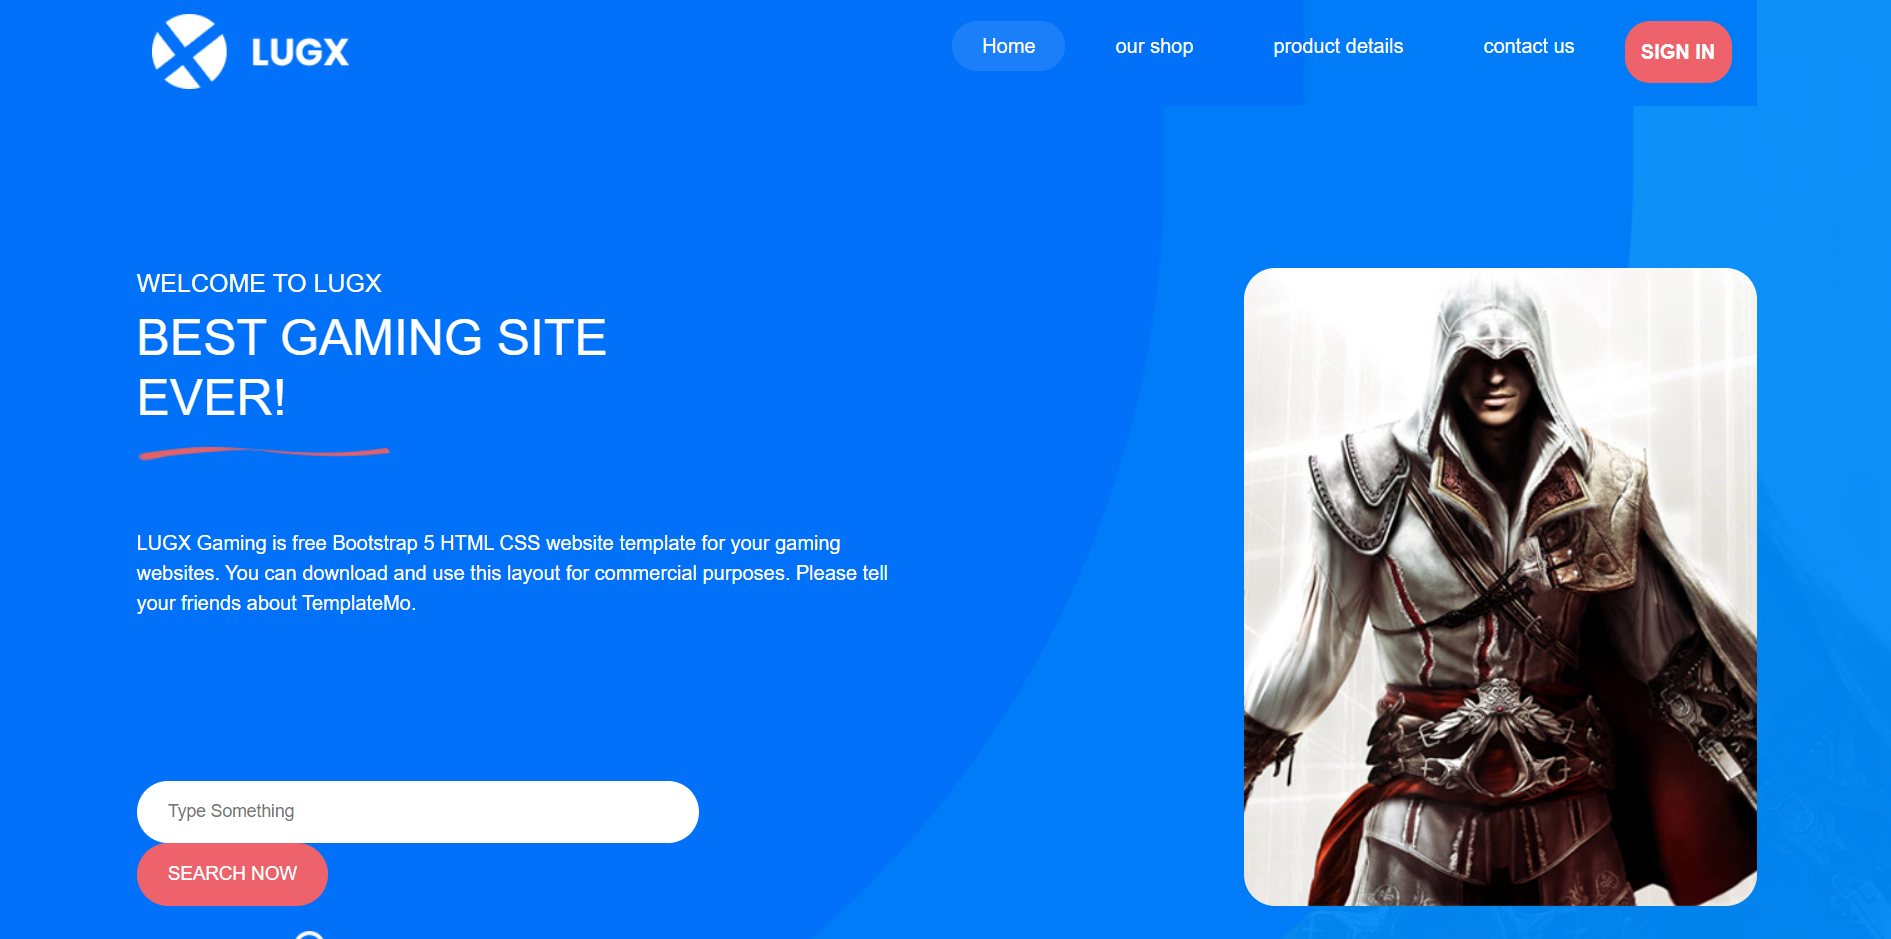 LUGX
Home
our shop
product details
contact us
SIGN IN
WELCOME TO LUGX
BEST GAMING SITE
EVER!
LUGX Gaming is free Bootstrap 5 HTML CSS website template for your gaming
websites. You can download and use this layout for commercial purposes. Please tell
your friends about TemplateMo.
Type Something
SEARCH NOW